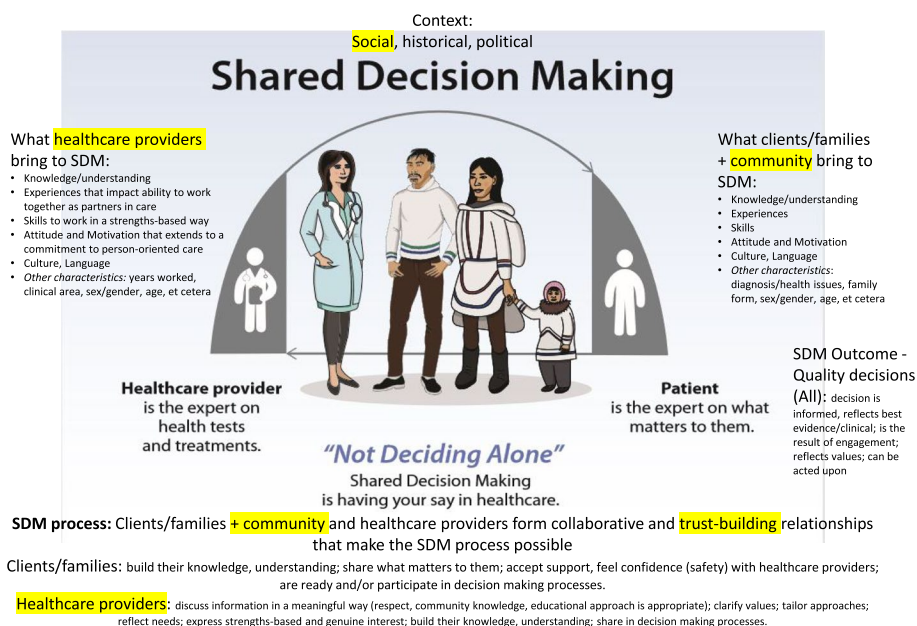 Context:
Social, historical, political
Shared Decision Making
What healthcare providers
bring to SDM:
• Knowledge/understanding
• Experiences that impact ability to work
together as partners in care
• Skills to work in a strengths-based way
• Attitude and Motivation that extends to a
commitment to person-oriented care
• Culture, Language
• Other characteristics: years worked,
clinical area, sex/gender, age, et cetera
What clients/families
+ community bring to
SDM:
• Knowledge/understanding
• Experiences
• Skills
• Attitude and Motivation
• Culture, Language
• Other characteristics:
diagnosis/health issues, family
form, sex/gender, age, et cetera
SDM Outcome -
Quality decisions
(All): decision is
informed, reflects best
evidence/clinical; is the
result of engagement;
reflects values; can be
acted upon
Healthcare provider
is the expert on
health tests
and treatments.
Patient
is the expert on what
matters to them.
“Not Deciding Alone”
Shared Decision Making
is having your say in healthcare.
SDM process: Clients/families + community and healthcare providers form collaborative and trust-building relationships
that make the SDM process possible
Clients/families: build their knowledge, understanding; share what matters to them; accept support, feel confidence (safety) with healthcare providers;
are ready and/or participate in decision making processes.
Healthcare providers: discuss information in a meaningful way (respect, community knowledge, educational approach is appropriate); clarify values; tailor approaches;
reflect needs; express strengths-based and genuine interest; build their knowledge, understanding; share in decision making processes.